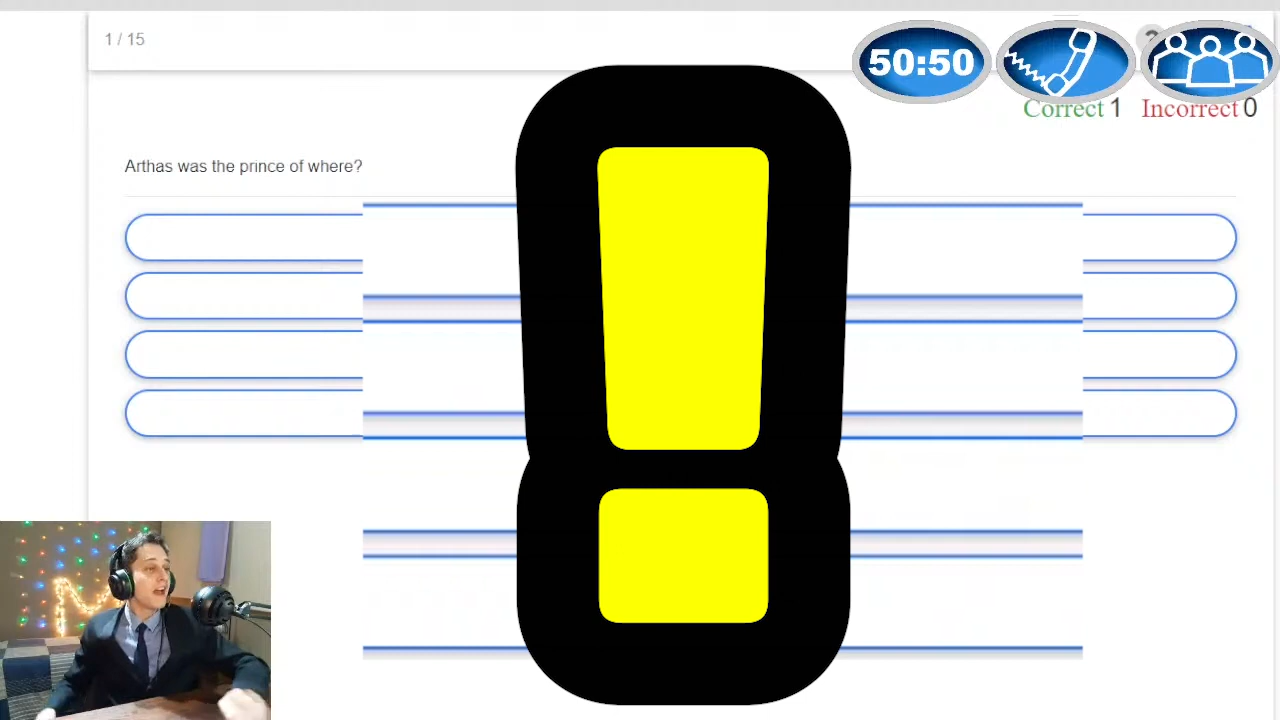 1 / 15
50:50
Correct 1 Incorrect 0
Arthas was the prince of where?